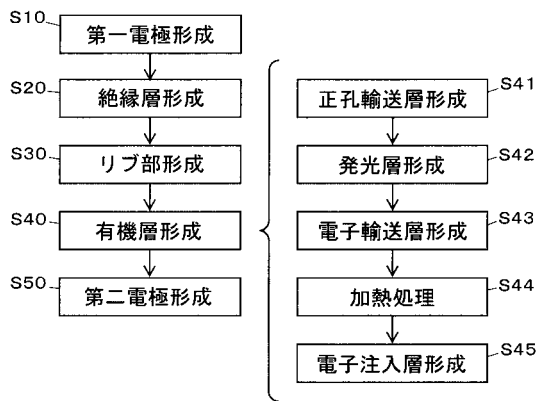 S10
第一電極形成
S20
絶縁層形成
S30
リブ部形成
S40
有機層形成
S50
第二電極形成
S41
正孔輸送層形成
S42
発光層形成
S43
電子輸送層形成
S44
加熱処理
S45
電子注入層形成